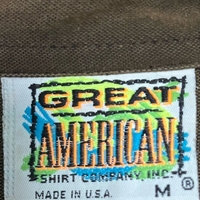 GREAT
AMERICAN
SHIRT COMPANY, INC.
MADE IN U.S.A. M ®